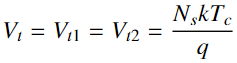 V_t = V_{t1} = V_{t2} = \frac{N_s k T_c}{q}